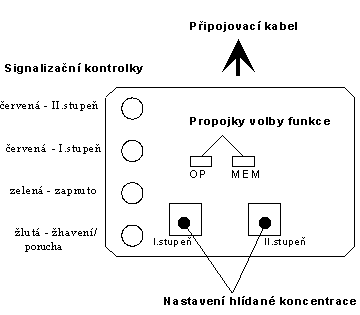 Připojovací kabel
Signalizační kontrolky
červená - II.stupeň
Propojky volby funkce
červená - I.stupeň
OP MEM
zelená - zapnuto
žlutá - žhavení/
porucha
I.stupeň II.stupeň
Nastavení hlídané koncentrace